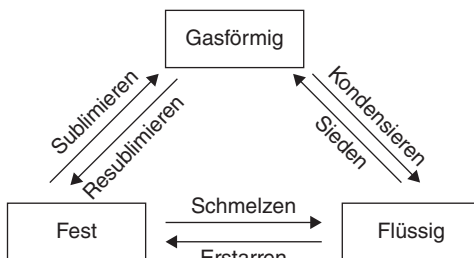 Gasförmig
Sublimieren
Resublimieren
Kondensieren
Sieden
Schmelzen
Fest
Flüssig
Erstarren